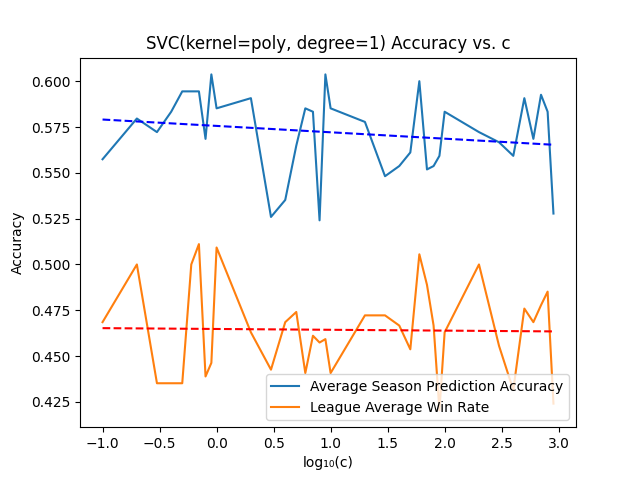 SVC(kernel=poly, degree=1) Accuracy vs. c
0.600
0.575
0.550
0.525
0.500
0.475
0.450
0.425
Accuracy
Average Season Prediction Accuracy
League Average Win Rate
−1.0 −0.5 0.0 0.5 1.0 1.5 2.0 2.5 3.0
log₁₀(c)